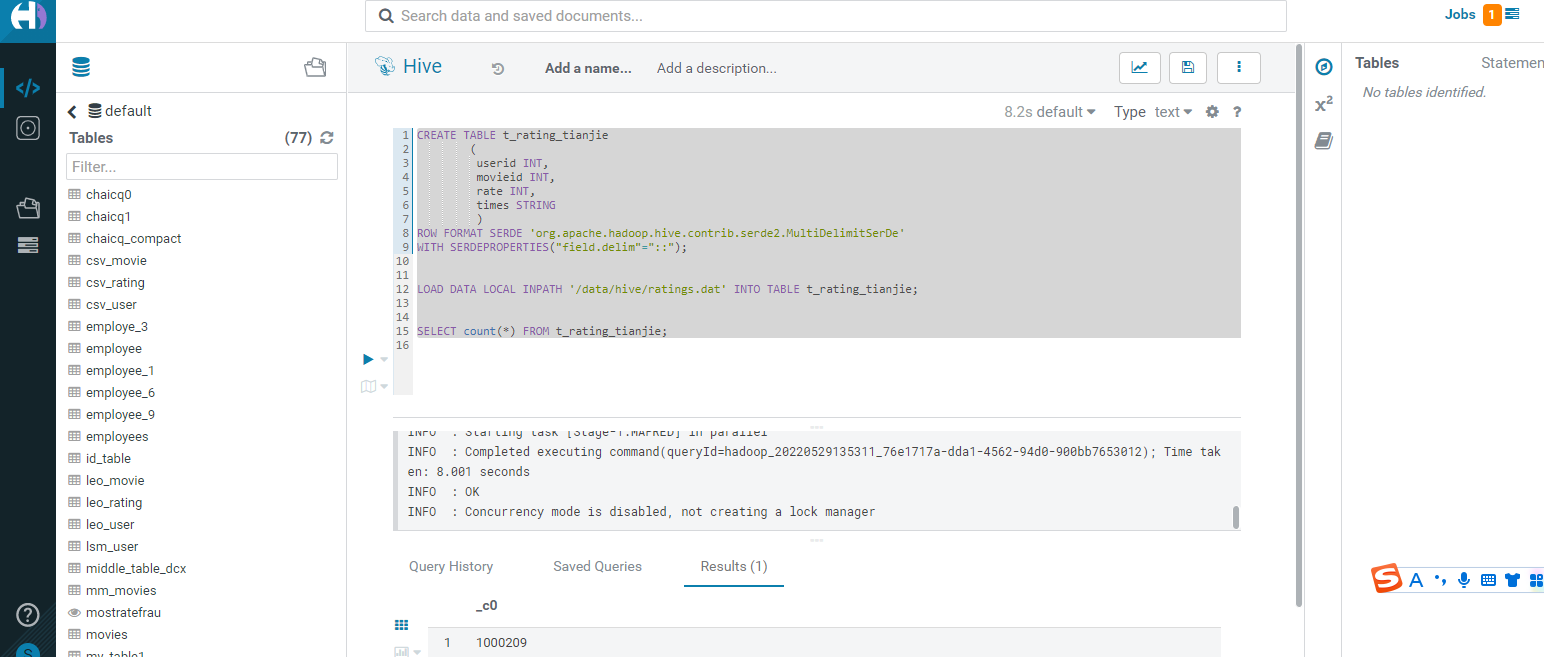 Search data and saved documents...
Jobs 1
default
Tables (77)
Filter...
chaicq0
chaicq1
chaicq_compact
csv_movie
csv_rating
csv_user
employe_3
employee
employee_1
employee_6
employee_9
employees
id_table
leo_movie
leo_rating
leo_user
lsm_user
middle_table_dcx
mm_movies
mostratefrau
movies
my_table1
Hive Add a name... Add a description...
8.2s default Type text ?
1 CREATE TABLE t_rating_tianjie
2 (
3 userid INT,
4 movieid INT,
5 rate INT,
6 times STRING
7 )
8 ROW FORMAT SERDE 'org.apache.hadoop.hive.contrib.serde2.MultiDelimitSerDe'
9 WITH SERDEPROPERTIES("field.delim"="::");
10
11
12 LOAD DATA LOCAL INPATH '/data/hive/ratings.dat' INTO TABLE t_rating_tianjie;
13
14
15 SELECT count(*) FROM t_rating_tianjie;
16
INFO : Starting task [Stage-1:MAPRED] in parallel
INFO : Completed executing command(queryId=hadoop_20220529135311_76e1717a-dda1-4562-94d0-900bb7653012); Time tak
en: 8.001 seconds
INFO : OK
INFO : Concurrency mode is disabled, not creating a lock manager
Query History Saved Queries Results (1)
_c0
1 1000209
Tables Statemen
No tables identified.
x²
S A
?
S